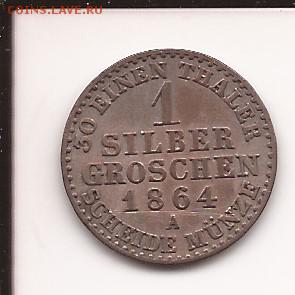 COINS.LAVE.RU
30 EINEN THALER
1
SILBER
GROSCHEN
1864
A
SCHEIDE MÜNZE